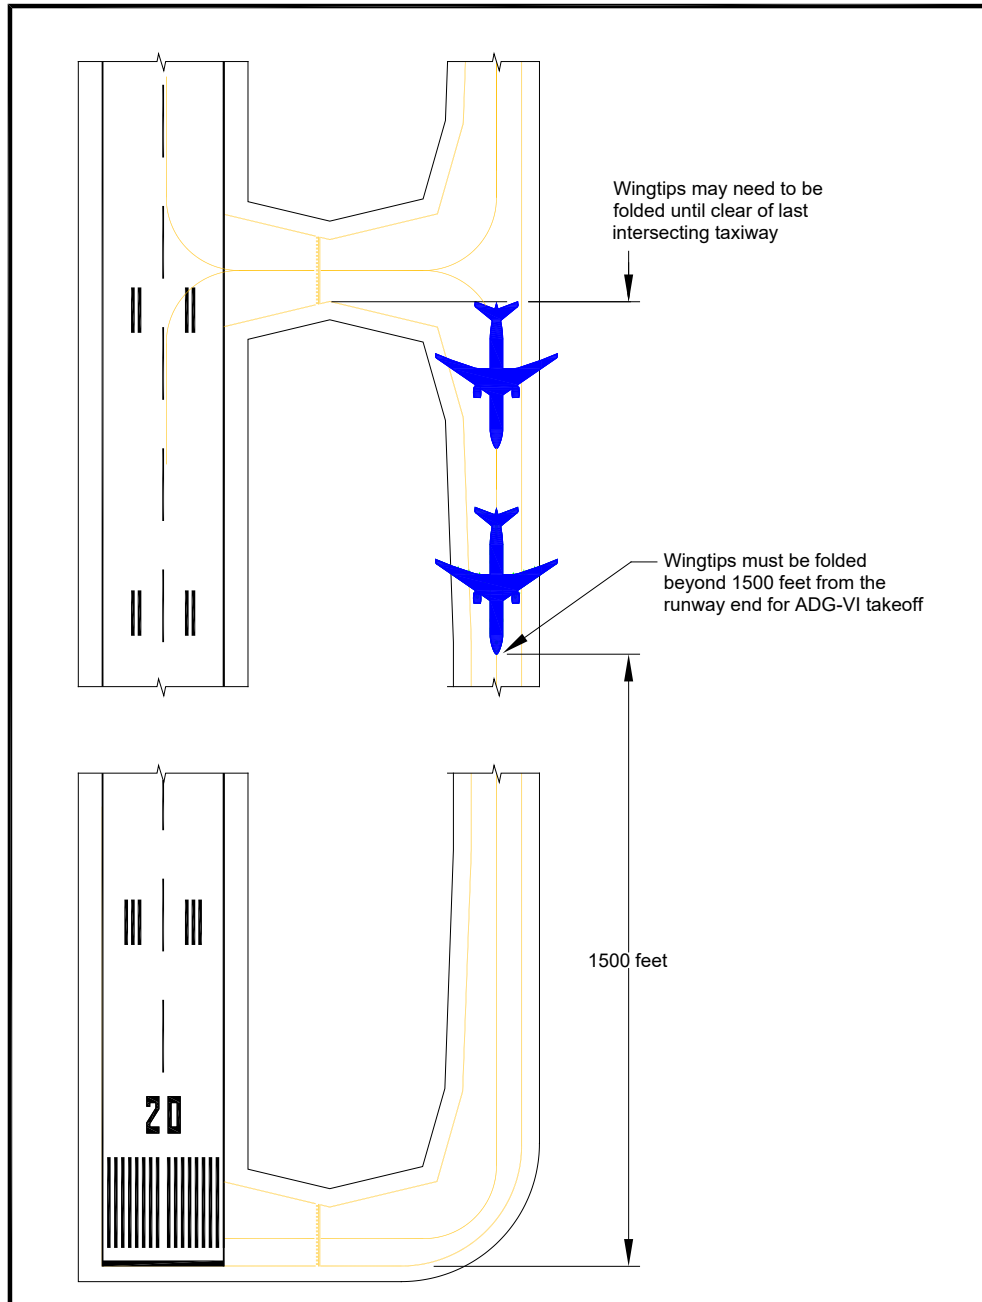 Wingtips may need to be
folded until clear of last
intersecting taxiway
Wingtips must be folded
beyond 1500 feet from the
runway end for ADG-VI takeoff
1500 feet
20